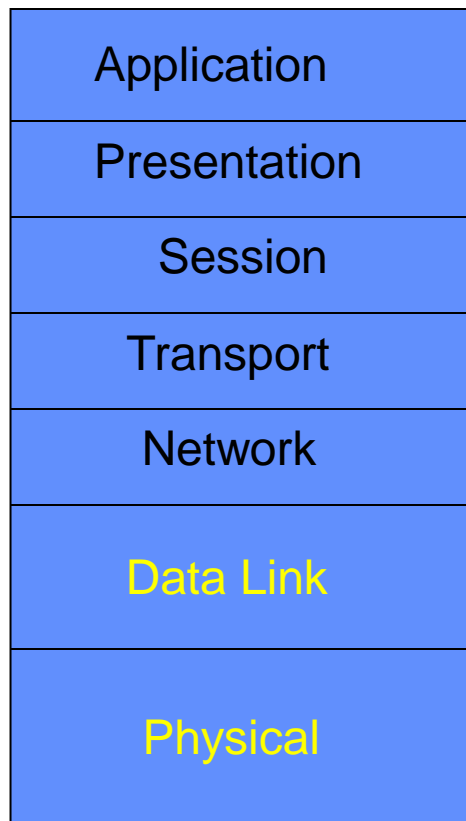 Application
Presentation
Session
Transport
Network
Data Link
Physical